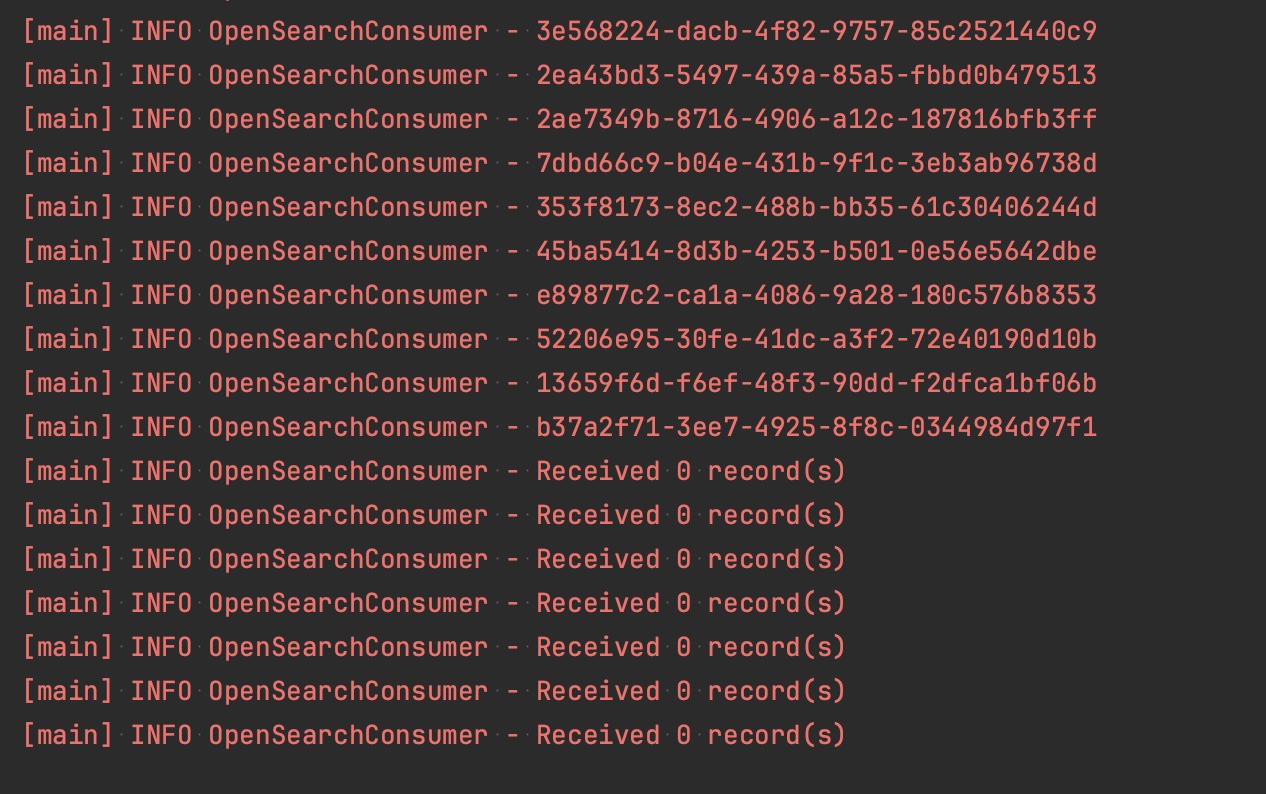 [main] INFO OpenSearchConsumer - 3e568224-dacb-4f82-9757-85c2521440c9
[main] INFO OpenSearchConsumer - 2ea43bd3-5497-439a-85a5-fbbd0b479513
[main] INFO OpenSearchConsumer - 2ae7349b-8716-4906-a12c-187816bfb3ff
[main] INFO OpenSearchConsumer - 7dbd66c9-b04e-431b-9f1c-3eb3ab96738d
[main] INFO OpenSearchConsumer - 353f8173-8ec2-488b-bb35-61c30406244d
[main] INFO OpenSearchConsumer - 45ba5414-8d3b-4253-b501-0e56e5642dbe
[main] INFO OpenSearchConsumer - e89877c2-ca1a-4086-9a28-180c576b8353
[main] INFO OpenSearchConsumer - 52206e95-30fe-41dc-a3f2-72e40190d10b
[main] INFO OpenSearchConsumer - 13659f6d-f6ef-48f3-90dd-f2dfca1bf06b
[main] INFO OpenSearchConsumer - b37a2f71-3ee7-4925-8f8c-0344984d97f1
[main] INFO OpenSearchConsumer - Received 0 record(s)
[main] INFO OpenSearchConsumer - Received 0 record(s)
[main] INFO OpenSearchConsumer - Received 0 record(s)
[main] INFO OpenSearchConsumer - Received 0 record(s)
[main] INFO OpenSearchConsumer - Received 0 record(s)
[main] INFO OpenSearchConsumer - Received 0 record(s)
[main] INFO OpenSearchConsumer - Received 0 record(s)